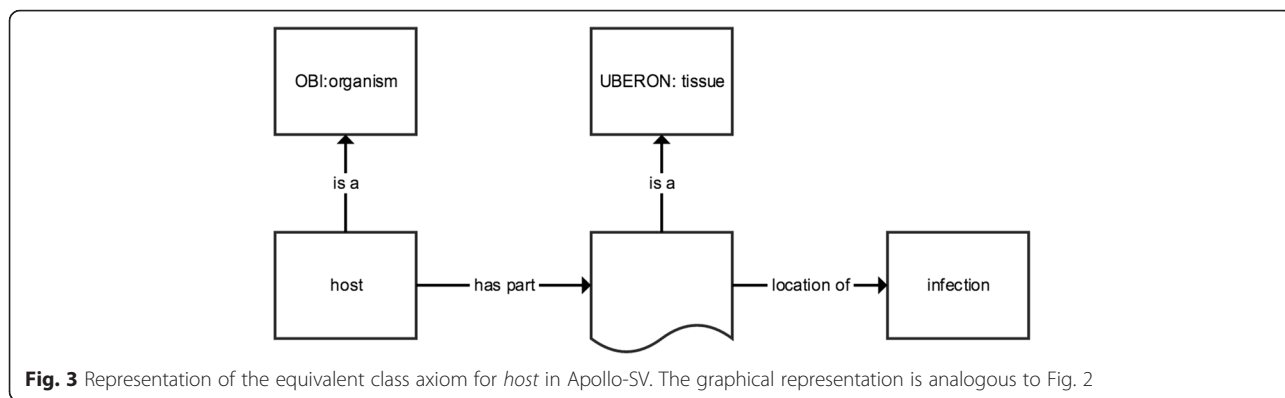 OBI:organism
UBERON: tissue
is a
is a
host
has part
location of
infection
Fig. 3 Representation of the equivalent class axiom for host in Apollo-SV. The graphical representation is analogous to Fig. 2